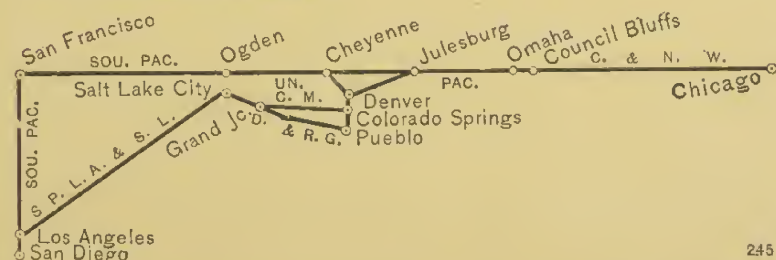 San Francisco
Ogden
Cheyenne
Julesburg
Omaha
Council Bluffs
SOU. PAC.
UN.
PAC.
C. & N. W.
Chicago
Salt Lake City
C. M.
Denver
Colorado Springs
Grand Jc.
D. & R. G.
Pueblo
SOU. PAC.
S P. L. A. & S. L.
Los Angeles
San Diego
245